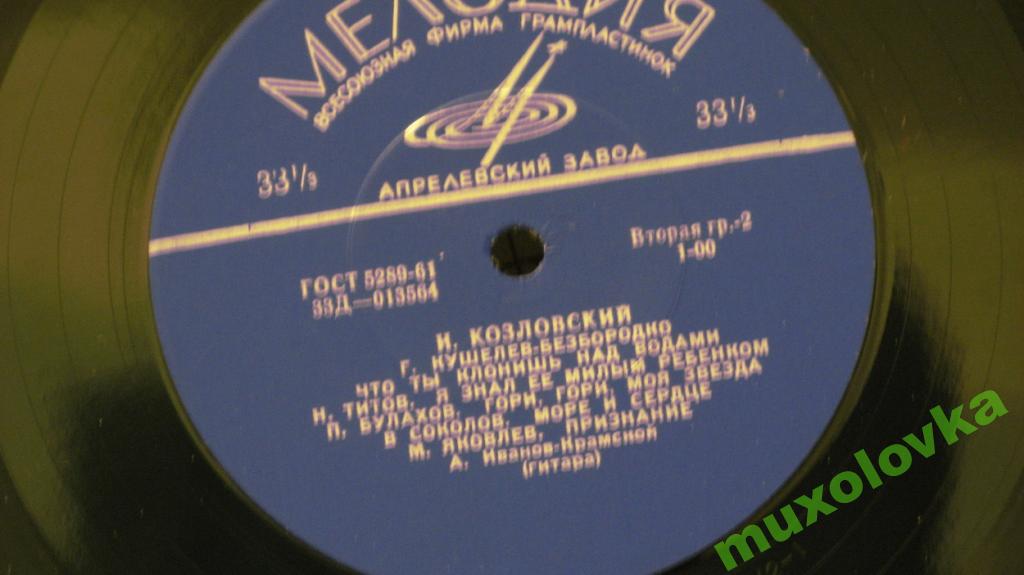 МЕЛОДИЯ
ВСЕСОЮЗНАЯ ФИРМА ГРАМПЛАСТИНОК
33⅓
33⅓
АПРЕЛЕВСКИЙ ЗАВОД
ГОСТ 5289-61
33Д—013564
Вторая гр.-2
1-00
И. КОЗЛОВСКИЙ
Г. КУШЕЛЕВ-БЕЗБОРОДКО
ЧТО ТЫ КЛОНИШЬ НАД ВОДАМИ
Н. ТИТОВ. Я ЗНАЛ ЕЕ МИЛЫМ РЕБЕНКОМ
П. БУЛАХОВ. ГОРИ, ГОРИ, МОЯ ЗВЕЗДА
В СОКОЛОВ. МОРЕ И СЕРДЦЕ
М. ЯКОВЛЕВ. ПРИЗНАНИЕ
А. Иванов-Крамской
(гитара)
muxolovka